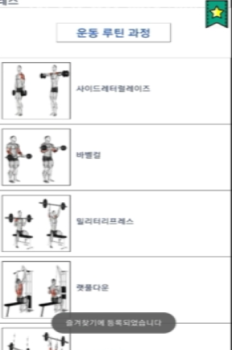 운동 루틴 과정
사이드레터럴레이즈
바벨컬
밀리터리프레스
랫풀다운
즐겨찾기에 등록되었습니다